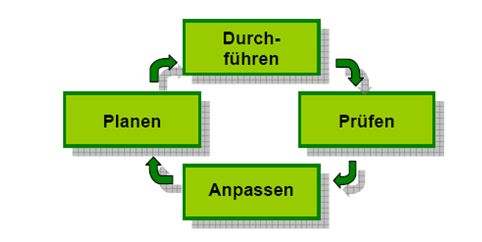 Durch-
führen
Planen
Prüfen
Anpassen